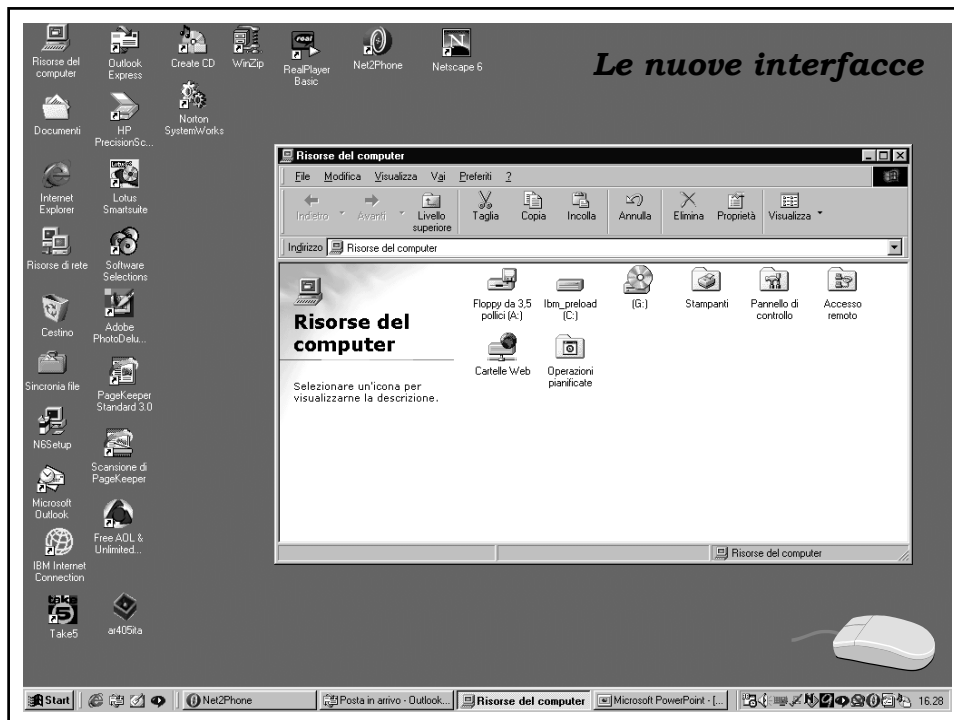 Le nuove interfacce
Risorse del
computer
Outlook
Express
Create CD
WinZip
RealPlayer
Basic
Net2Phone
Netscape 6
Documenti
HP
PrecisionSc...
Norton
SystemWorks
Internet
Explorer
Lotus
Smartsuite
Risorse di rete
Software
Selections
Cestino
Adobe
PhotoDelu...
Sincronia file
PageKeeper
Standard 3.0
N6Setup
Scansione di
PageKeeper
Microsoft
Outlook
Free AOL &
Unlimited...
IBM Internet
Connection
Take5
ar405ita
Risorse del computer
File Modifica Visualizza Vai Preferiti ?
Indietro Avanti Livello
superiore
Taglia Copia Incolla Annulla Elimina Proprietà Visualizza
Indirizzo Risorse del computer
Risorse del
computer
Selezionare un'icona per
visualizzarne la descrizione.
Floppy da 3,5
pollici (A:)
Ibm_preload
(C:)
(G:)
Stampanti
Pannello di
controllo
Accesso
remoto
Cartelle Web
Operazioni
pianificate
Risorse del computer
Start Net2Phone Posta in arrivo - Outlook... Risorse del computer Microsoft PowerPoint - [... 16.28